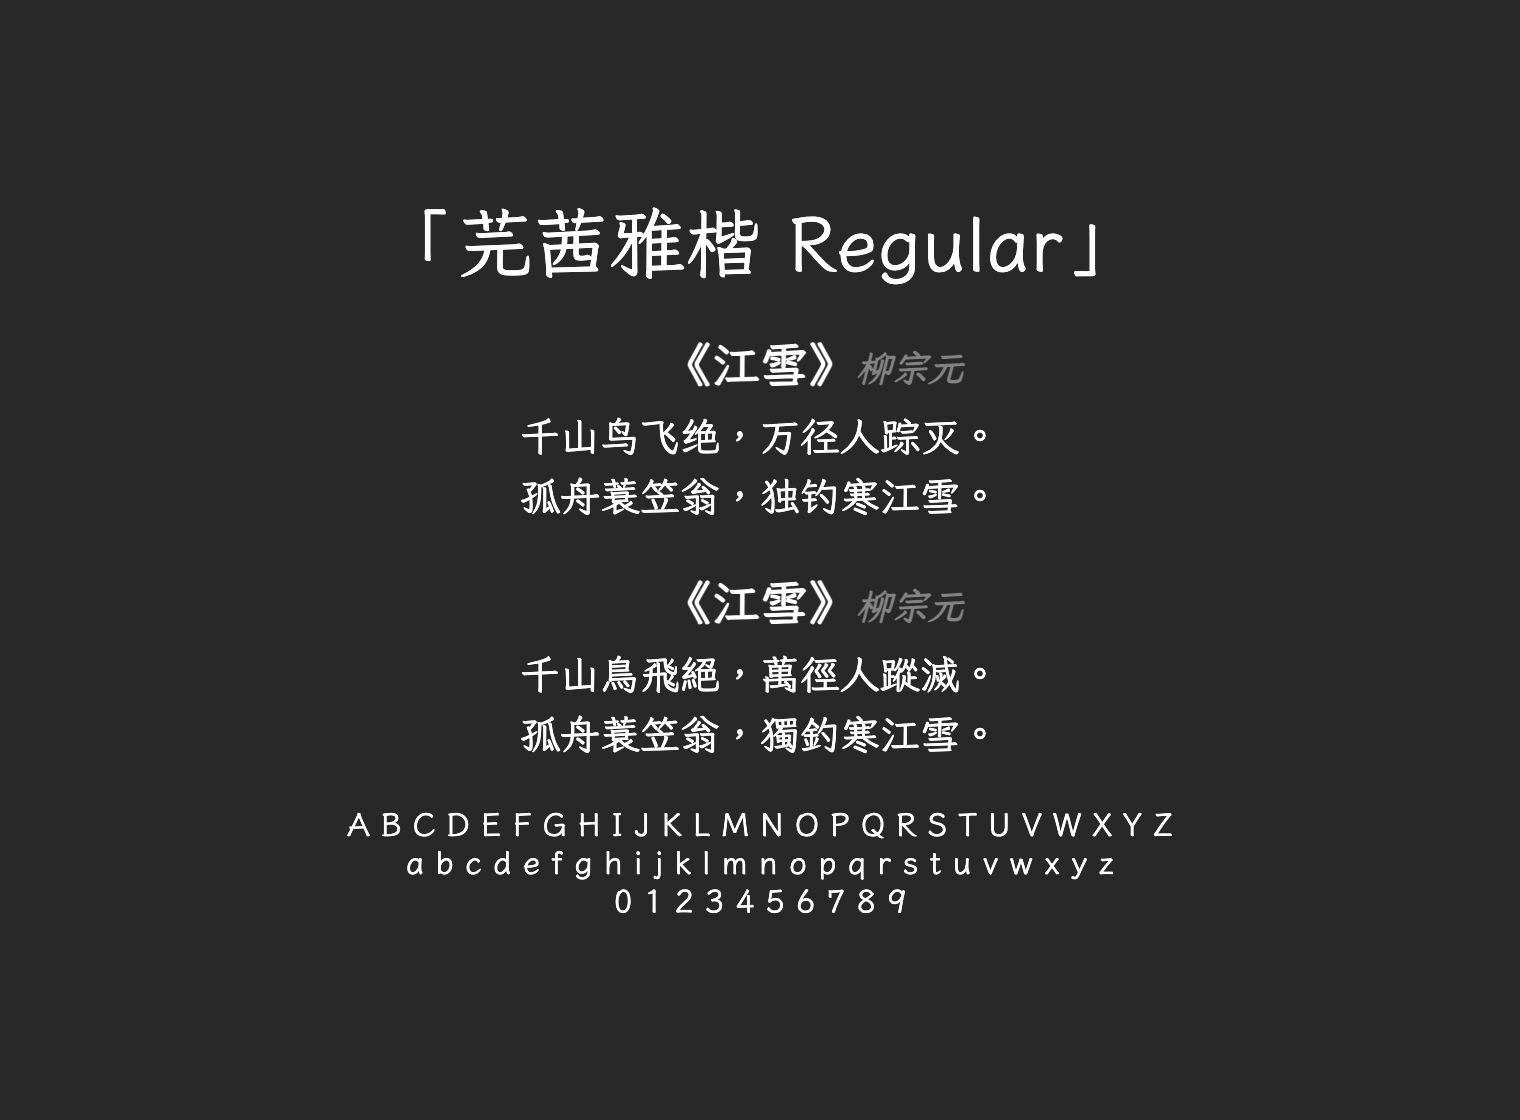 「芫茜雅楷 Regular」
《江雪》柳宗元
千山鸟飞绝，万径人踪灭。
孤舟蓑笠翁，独钓寒江雪。
《江雪》柳宗元
千山鳥飛絕，萬徑人蹤滅。
孤舟蓑笠翁，獨釣寒江雪。
A B C D E F G H I J K L M N O P Q R S T U V W X Y Z
a b c d e f g h i j k l m n o p q r s t u v w x y z
0 1 2 3 4 5 6 7 8 9